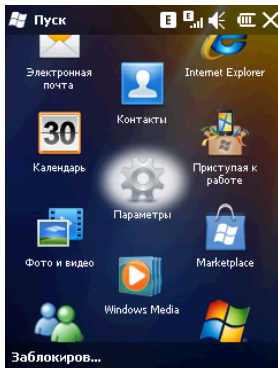 Пуск
E E
Электронная почта
Internet Explorer
Контакты
30
Календарь
Приступая к работе
Параметры
Фото и видео
Marketplace
Windows Media
Заблокиров...